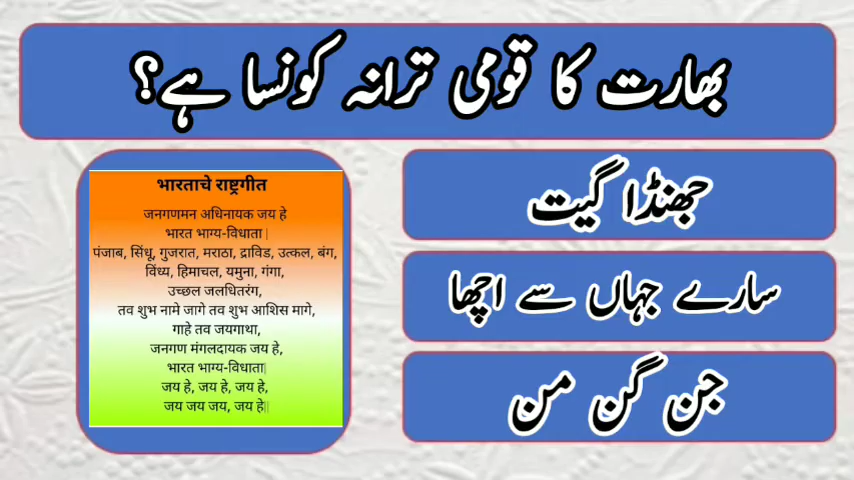 بھارت کا قومی ترانہ کونسا ہے؟
भारताचे राष्ट्रगीत
जनगणमन अधिनायक जय हे
भारत भाग्य-विधाता |
पंजाब, सिंधू, गुजरात, मराठा, द्राविड, उत्कल, बंग,
विंध्य, हिमाचल, यमुना, गंगा,
उच्छल जलधितरंग,
तव शुभ नामे जागे तव शुभ आशिस मागे,
गाहे तव जयगाथा,
जनगण मंगलदायक जय हे,
भारत भाग्य-विधाता|
जय हे, जय हे, जय हे,
जय जय जय, जय हे||
جھنڈا گیت
سارے جہاں سے اچھا
جن گن من